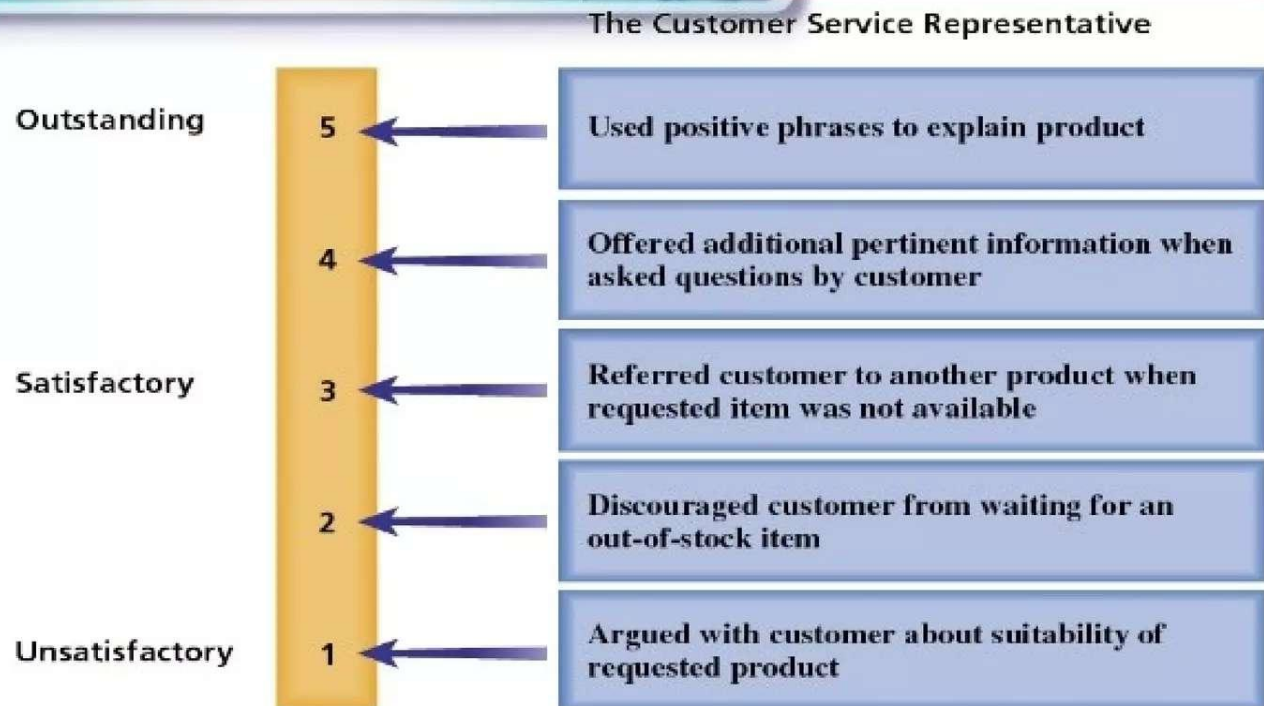 The Customer Service Representative
Outstanding
5
Used positive phrases to explain product
4
Offered additional pertinent information when
asked questions by customer
Satisfactory
3
Referred customer to another product when
requested item was not available
2
Discouraged customer from waiting for an
out-of-stock item
Unsatisfactory
1
Argued with customer about suitability of
requested product